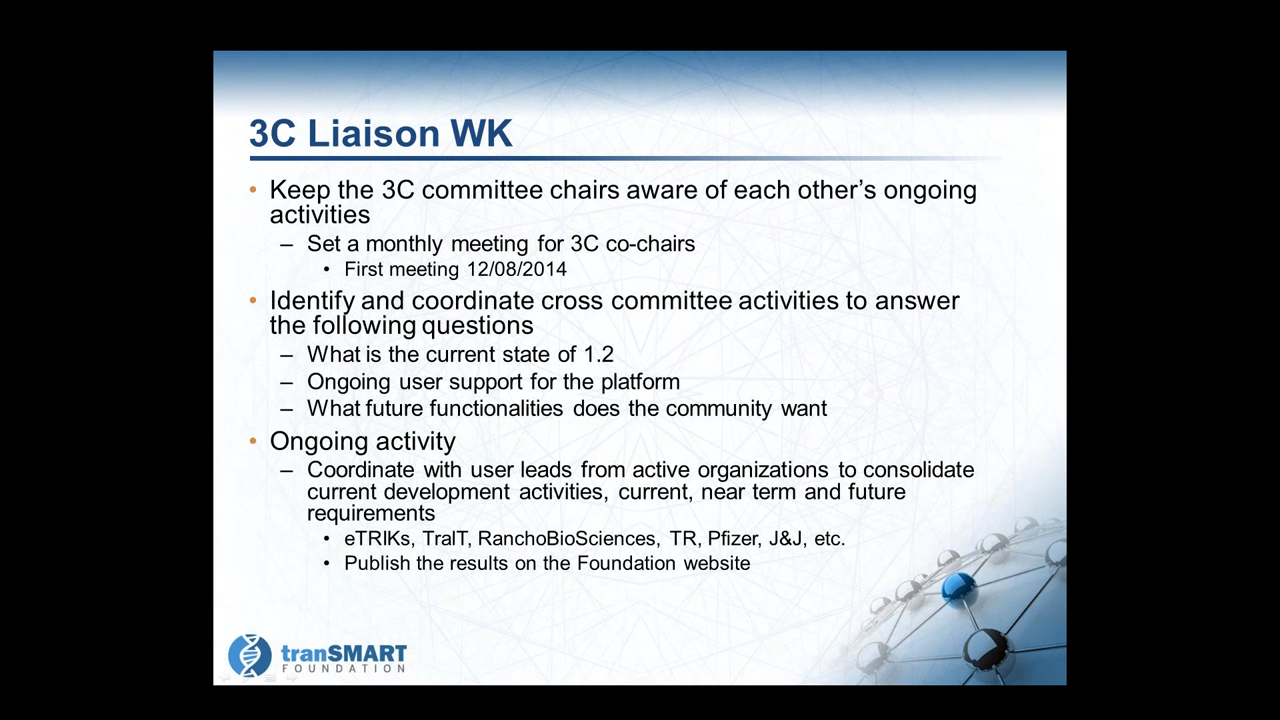 3C Liaison WK
• Keep the 3C committee chairs aware of each other’s ongoing
activities
– Set a monthly meeting for 3C co-chairs
• First meeting 12/08/2014
• Identify and coordinate cross committee activities to answer
the following questions
– What is the current state of 1.2
– Ongoing user support for the platform
– What future functionalities does the community want
• Ongoing activity
– Coordinate with user leads from active organizations to consolidate
current development activities, current, near term and future
requirements
• eTRIKs, TraIT, RanchoBioSciences, TR, Pfizer, J&J, etc.
• Publish the results on the Foundation website
tranSMART
FOUNDATION